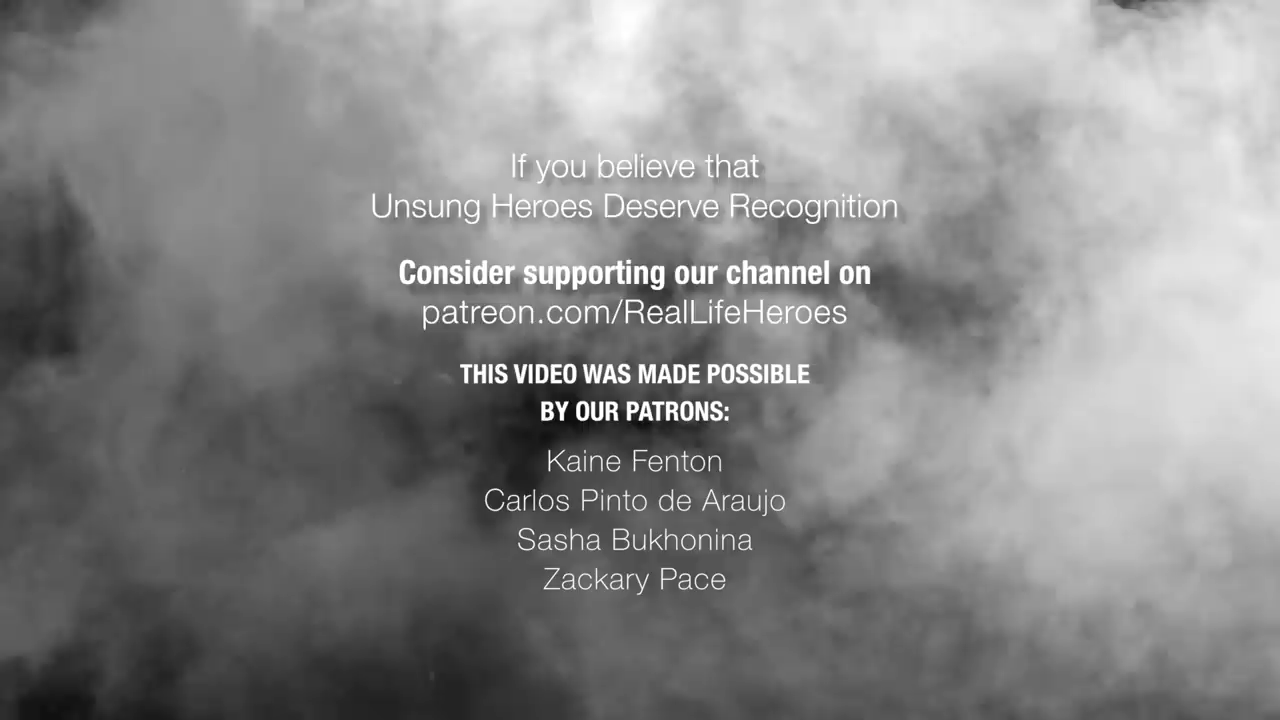 If you believe that
Unsung Heroes Deserve Recognition
Consider supporting our channel on
patreon.com/RealLifeHeroes
THIS VIDEO WAS MADE POSSIBLE
BY OUR PATRONS:
Kaine Fenton
Carlos Pinto de Araujo
Sasha Bukhonina
Zackary Pace